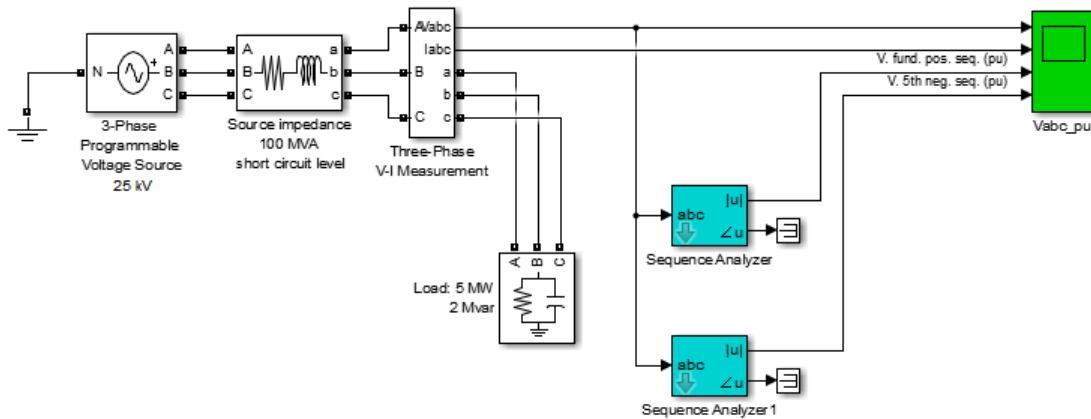 N
A
B
C
3-Phase
Programmable
Voltage Source
25 kV
A
B
C
a
b
c
Source impedance
100 MVA
short circuit level
A
B
C
Vabc
Iabc
a
b
c
Three-Phase
V-I Measurement
V. fund. pos. seq. (pu)
V. 5th neg. seq. (pu)
Vabc_pu
abc
|u|
∠u
Sequence Analyzer
A
B
C
Load: 5 MW
2 Mvar
abc
|u|
∠u
Sequence Analyzer1